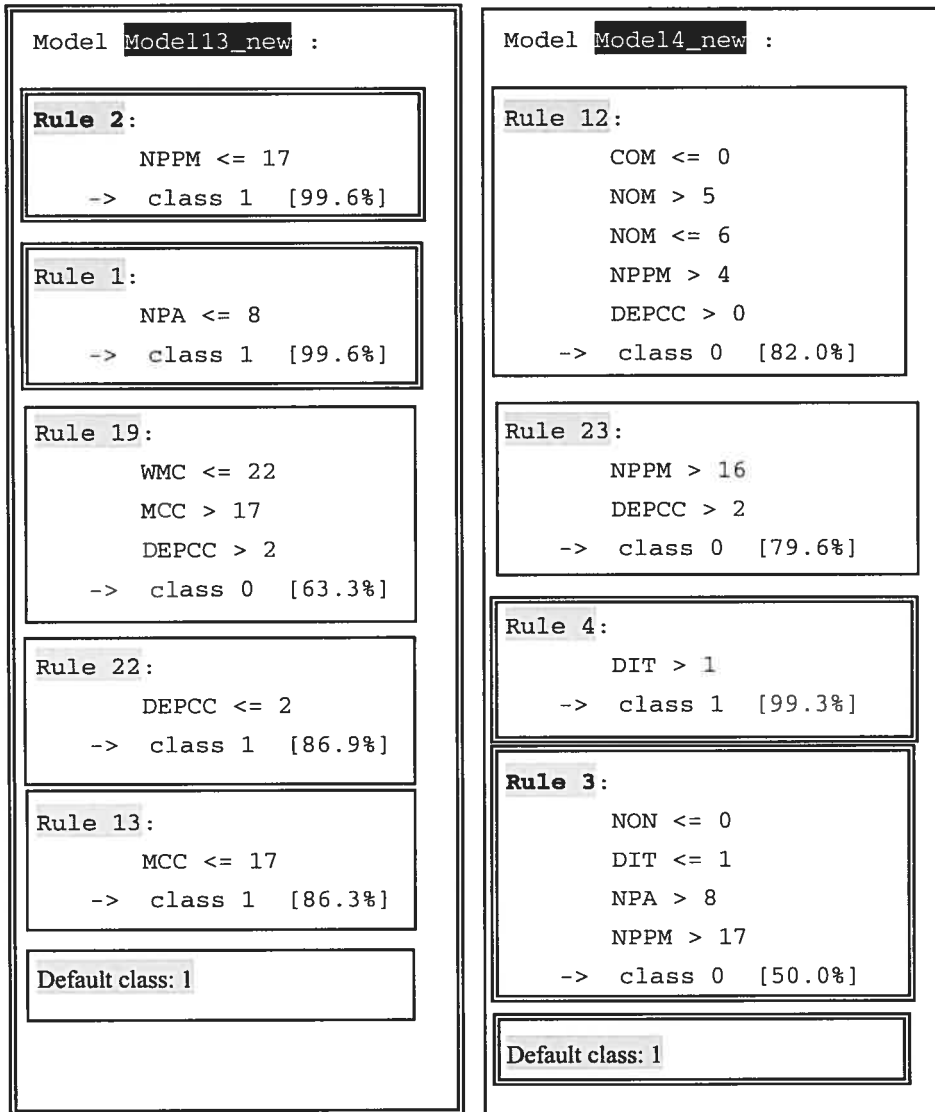 Model Model13_new :
Rule 2:
NPPM <= 17
-> class 1 [99.6%]
Rule 1:
NPA <= 8
-> class 1 [99.6%]
Rule 19:
WMC <= 22
MCC > 17
DEPCC > 2
-> class 0 [63.3%]
Rule 22:
DEPCC <= 2
-> class 1 [86.9%]
Rule 13:
MCC <= 17
-> class 1 [86.3%]
Default class: 1
Model Model4_new :
Rule 12:
COM <= 0
NOM > 5
NOM <= 6
NPPM > 4
DEPCC > 0
-> class 0 [82.0%]
Rule 23:
NPPM > 16
DEPCC > 2
-> class 0 [79.6%]
Rule 4:
DIT > 1
-> class 1 [99.3%]
Rule 3:
NON <= 0
DIT <= 1
NPA > 8
NPPM > 17
-> class 0 [50.0%]
Default class: 1